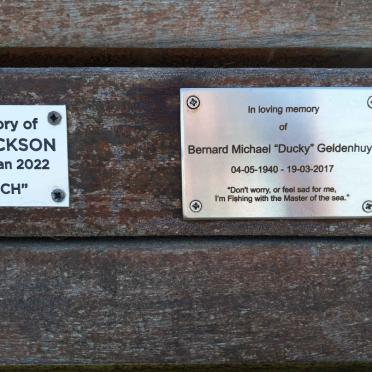 ory of
CKSON
an 2022
CH"
In loving memory
of
Bernard Michael "Ducky" Geldenhuy
04-05-1940 - 19-03-2017
"Don't worry, or feel sad for me,
I'm Fishing with the Master of the sea."